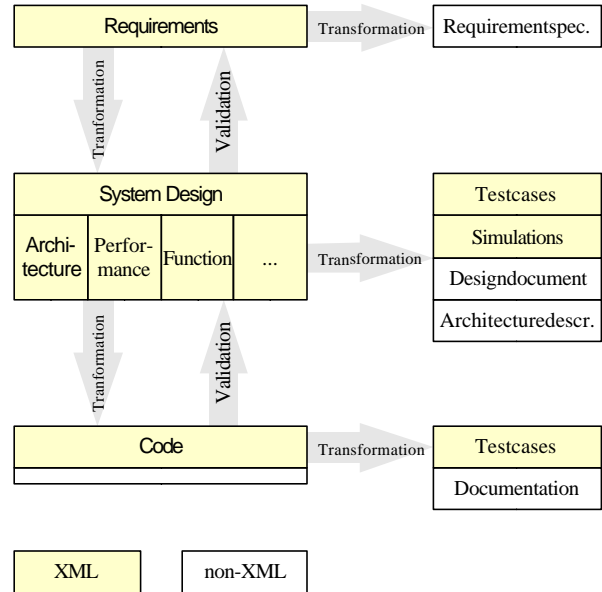 Requirements
Transformation
Requirementspec.
Tranformation
Validation
System Design
Archi-
tecture
Perfor-
mance
Function
...
Transformation
Testcases
Simulations
Designdocument
Architecturedescr.
Tranformation
Validation
Code
Transformation
Testcases
Documentation
XML
non-XML